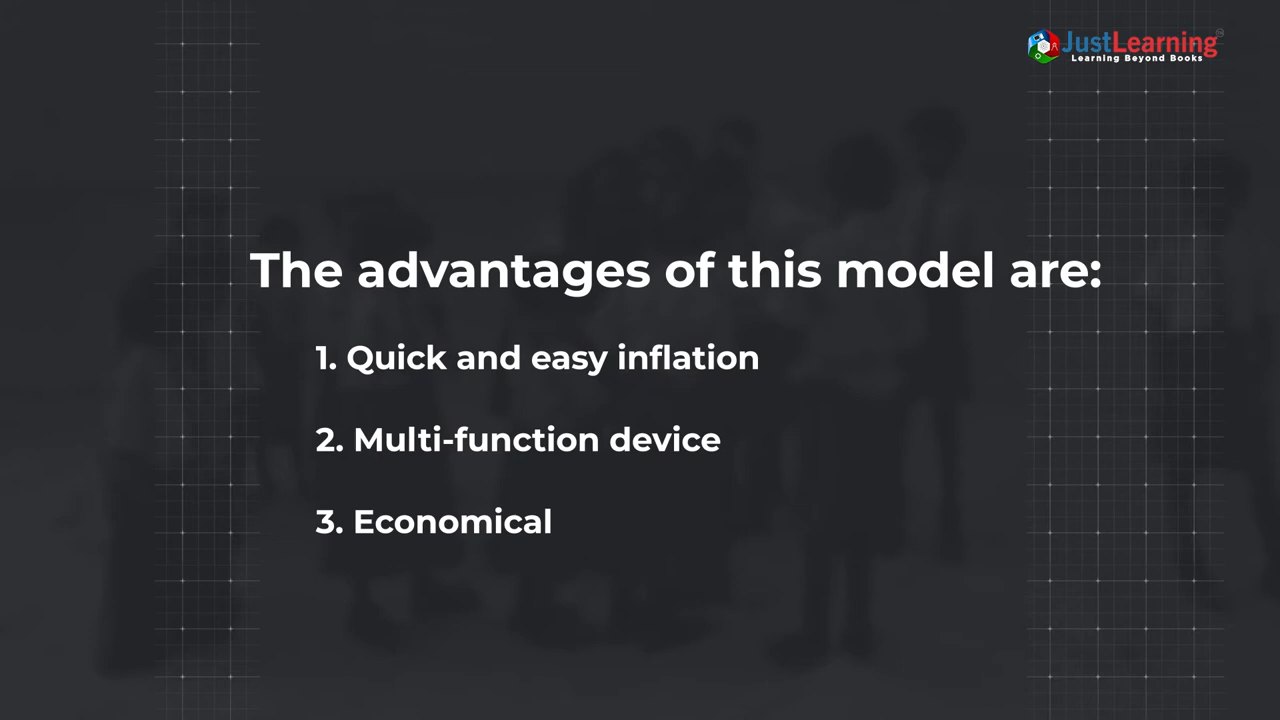 JustLearning
Learning Beyond Books
The advantages of this model are:
1. Quick and easy inflation
2. Multi-function device
3. Economical